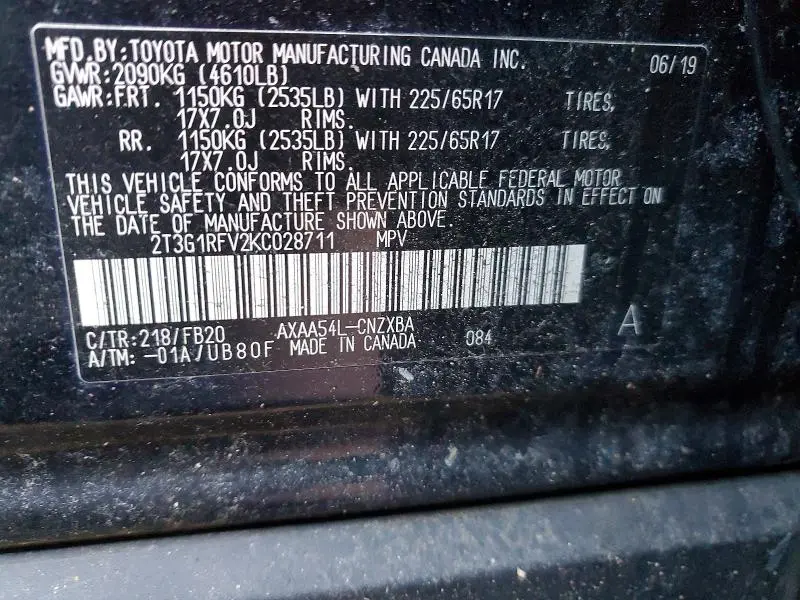 MFD.BY:TOYOTA MOTOR MANUFACTURING CANADA INC. 06/19
GVWR:2090KG (4610LB)
GAWR:FRT. 1150KG (2535LB) WITH 225/65R17 TIRES,
17X7.0J RIMS.
RR. 1150KG (2535LB) WITH 225/65R17 TIRES,
17X7.0J RIMS.
THIS VEHICLE CONFORMS TO ALL APPLICABLE FEDERAL MOTOR
VEHICLE SAFETY AND THEFT PREVENTION STANDARDS IN EFFECT ON
THE DATE OF MANUFACTURE SHOWN ABOVE.
2T3G1RFV2KC028711 MPV
C/TR:218/FB20 AXAA54L-CNZXBA A
A/TM: -01A/UB80F MADE IN CANADA 084